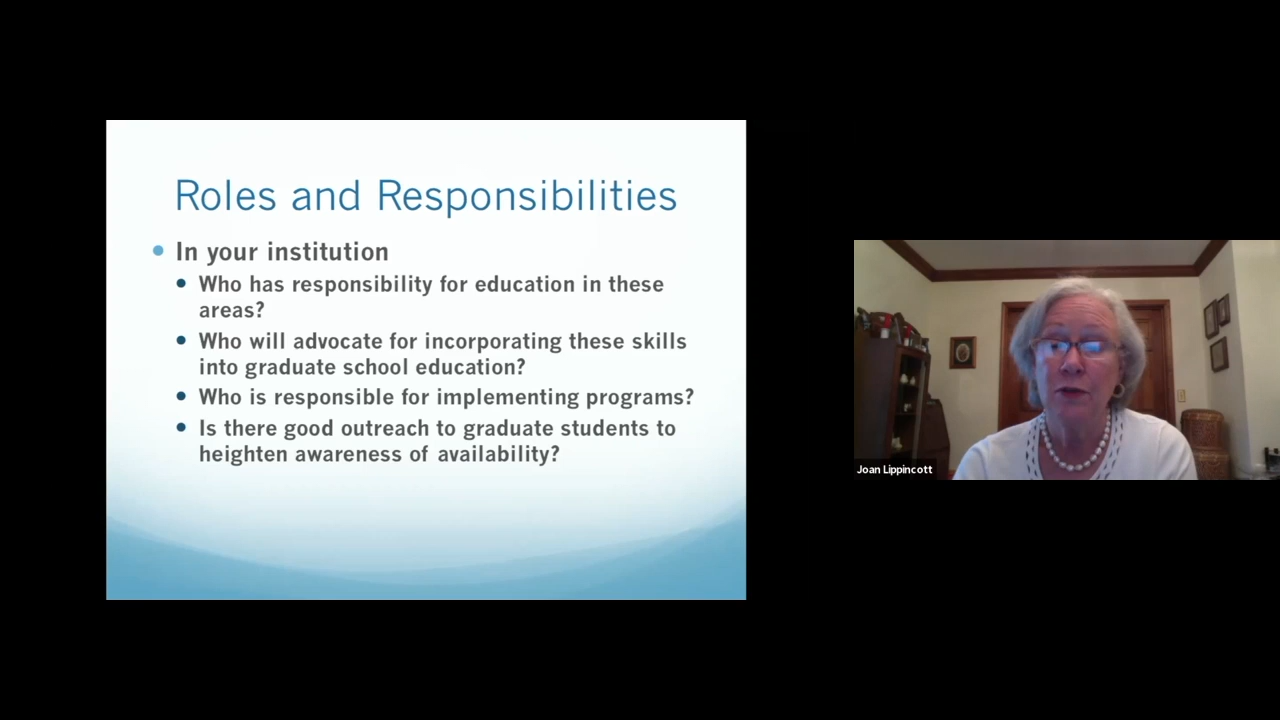 Roles and Responsibilities
In your institution
Who has responsibility for education in these
areas?
Who will advocate for incorporating these skills
into graduate school education?
Who is responsible for implementing programs?
Is there good outreach to graduate students to
heighten awareness of availability?
Joan Lippincott